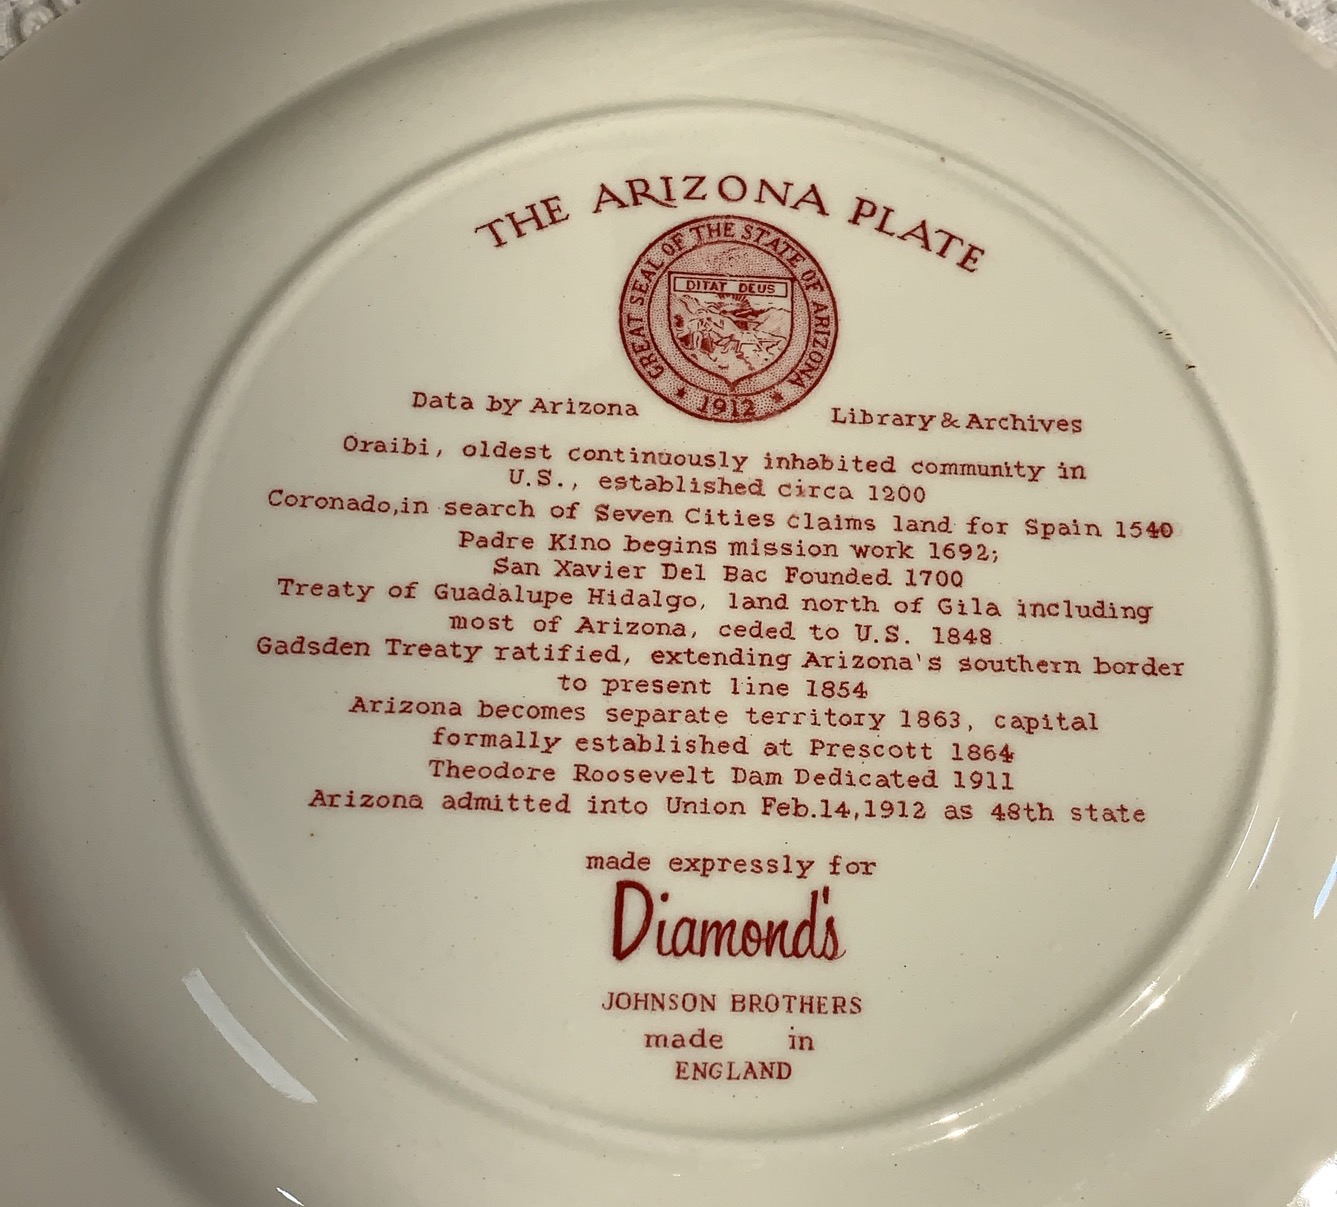 THE ARIZONA PLATE
GREAT SEAL OF THE STATE OF ARIZONA
DITAT DEUS
1912
Data by Arizona Library & Archives
Oraibi, oldest continuously inhabited community in
U.S., established circa 1200
Coronado,in search of Seven Cities claims land for Spain 1540
Padre Kino begins mission work 1692;
San Xavier Del Bac Founded 1700
Treaty of Guadalupe Hidalgo, land north of Gila including
most of Arizona, ceded to U.S. 1848
Gadsden Treaty ratified, extending Arizona's southern border
to present line 1854
Arizona becomes separate territory 1863, capital
formally established at Prescott 1864
Theodore Roosevelt Dam Dedicated 1911
Arizona admitted into Union Feb.14,1912 as 48th state
made expressly for
Diamond's
JOHNSON BROTHERS
made in
ENGLAND